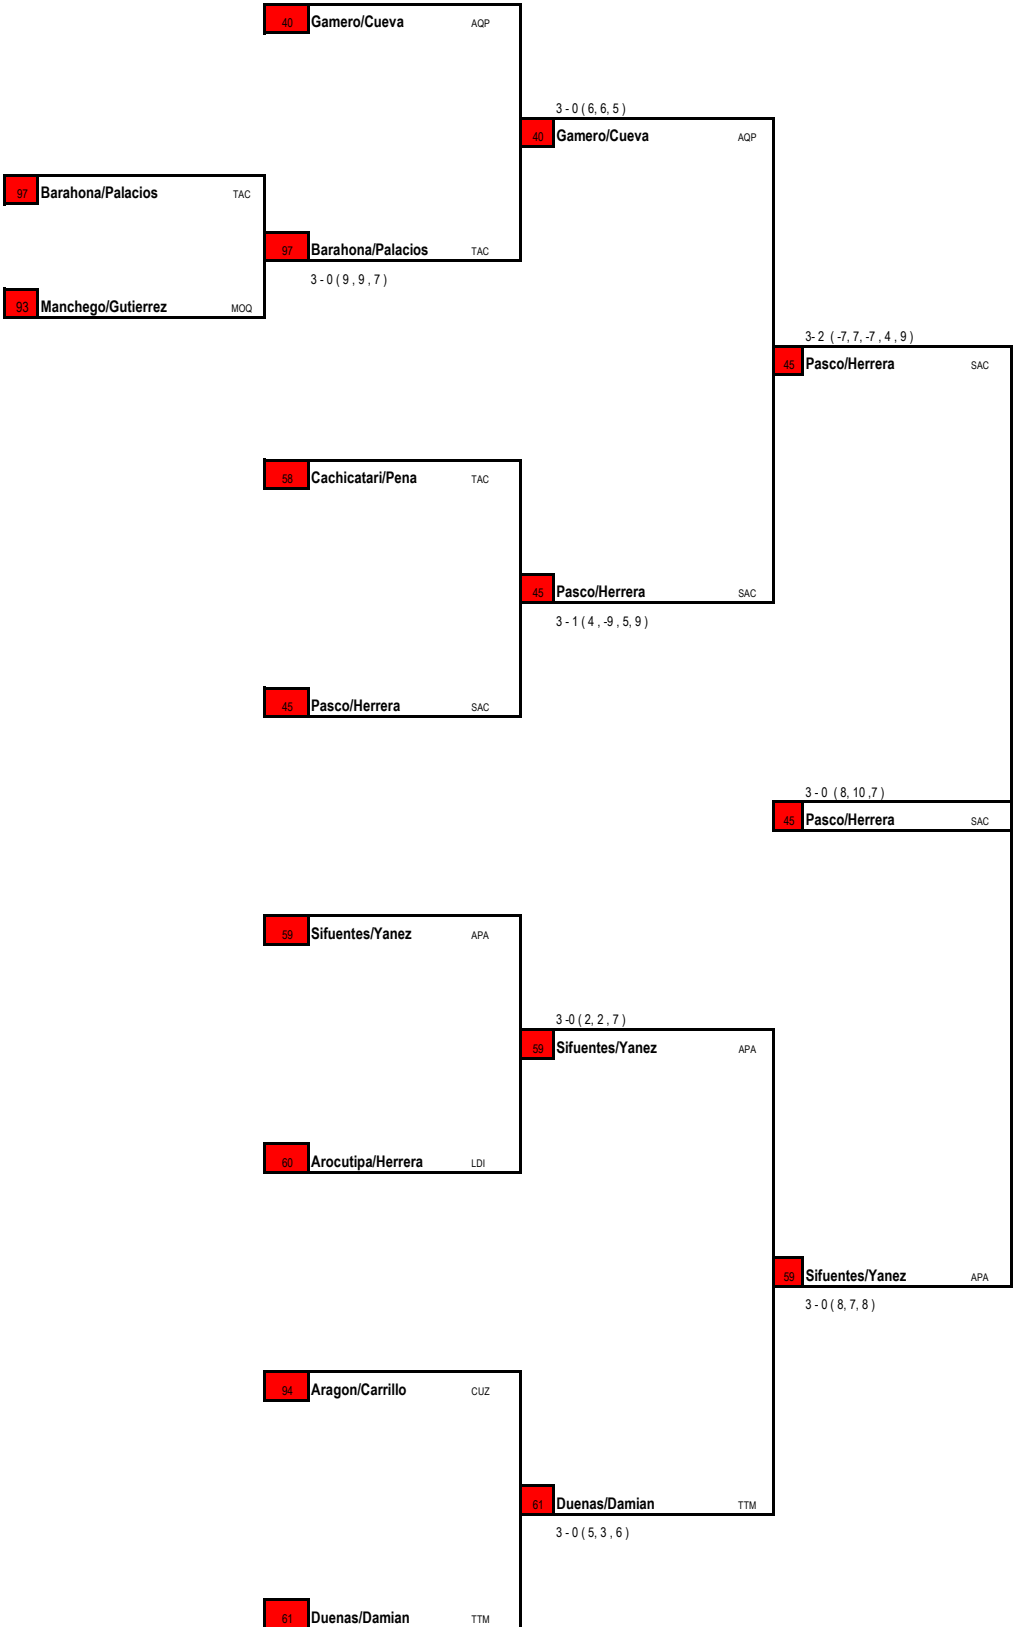 40 Gamero/Cueva AQP
3 - 0 ( 6, 6, 5 )
40 Gamero/Cueva AQP
97 Barahona/Palacios TAC
97 Barahona/Palacios TAC
3 - 0 ( 9 , 9 , 7 )
93 Manchego/Gutierrez MOQ
3- 2 ( -7, 7, -7 , 4 , 9 )
45 Pasco/Herrera SAC
58 Cachicatari/Pena TAC
45 Pasco/Herrera SAC
3 - 1 ( 4 , -9 , 5, 9 )
45 Pasco/Herrera SAC
3 - 0 ( 8, 10 ,7 )
45 Pasco/Herrera SAC
59 Sifuentes/Yanez APA
3 -0 ( 2, 2 , 7 )
59 Sifuentes/Yanez APA
60 Arocutipa/Herrera LDI
59 Sifuentes/Yanez APA
3 - 0 ( 8, 7, 8 )
94 Aragon/Carrillo CUZ
61 Duenas/Damian TTM
3 - 0 ( 5, 3 , 6 )
61 Duenas/Damian TTM